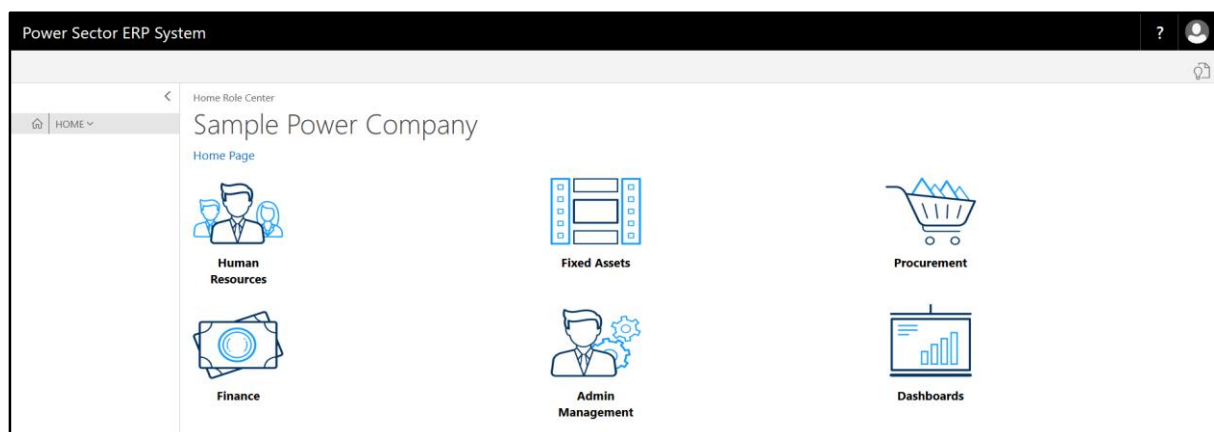 Power Sector ERP System
?
Home Role Center
HOME
Sample Power Company
Home Page
Human
Resources
Fixed Assets
Procurement
Finance
Admin
Management
Dashboards